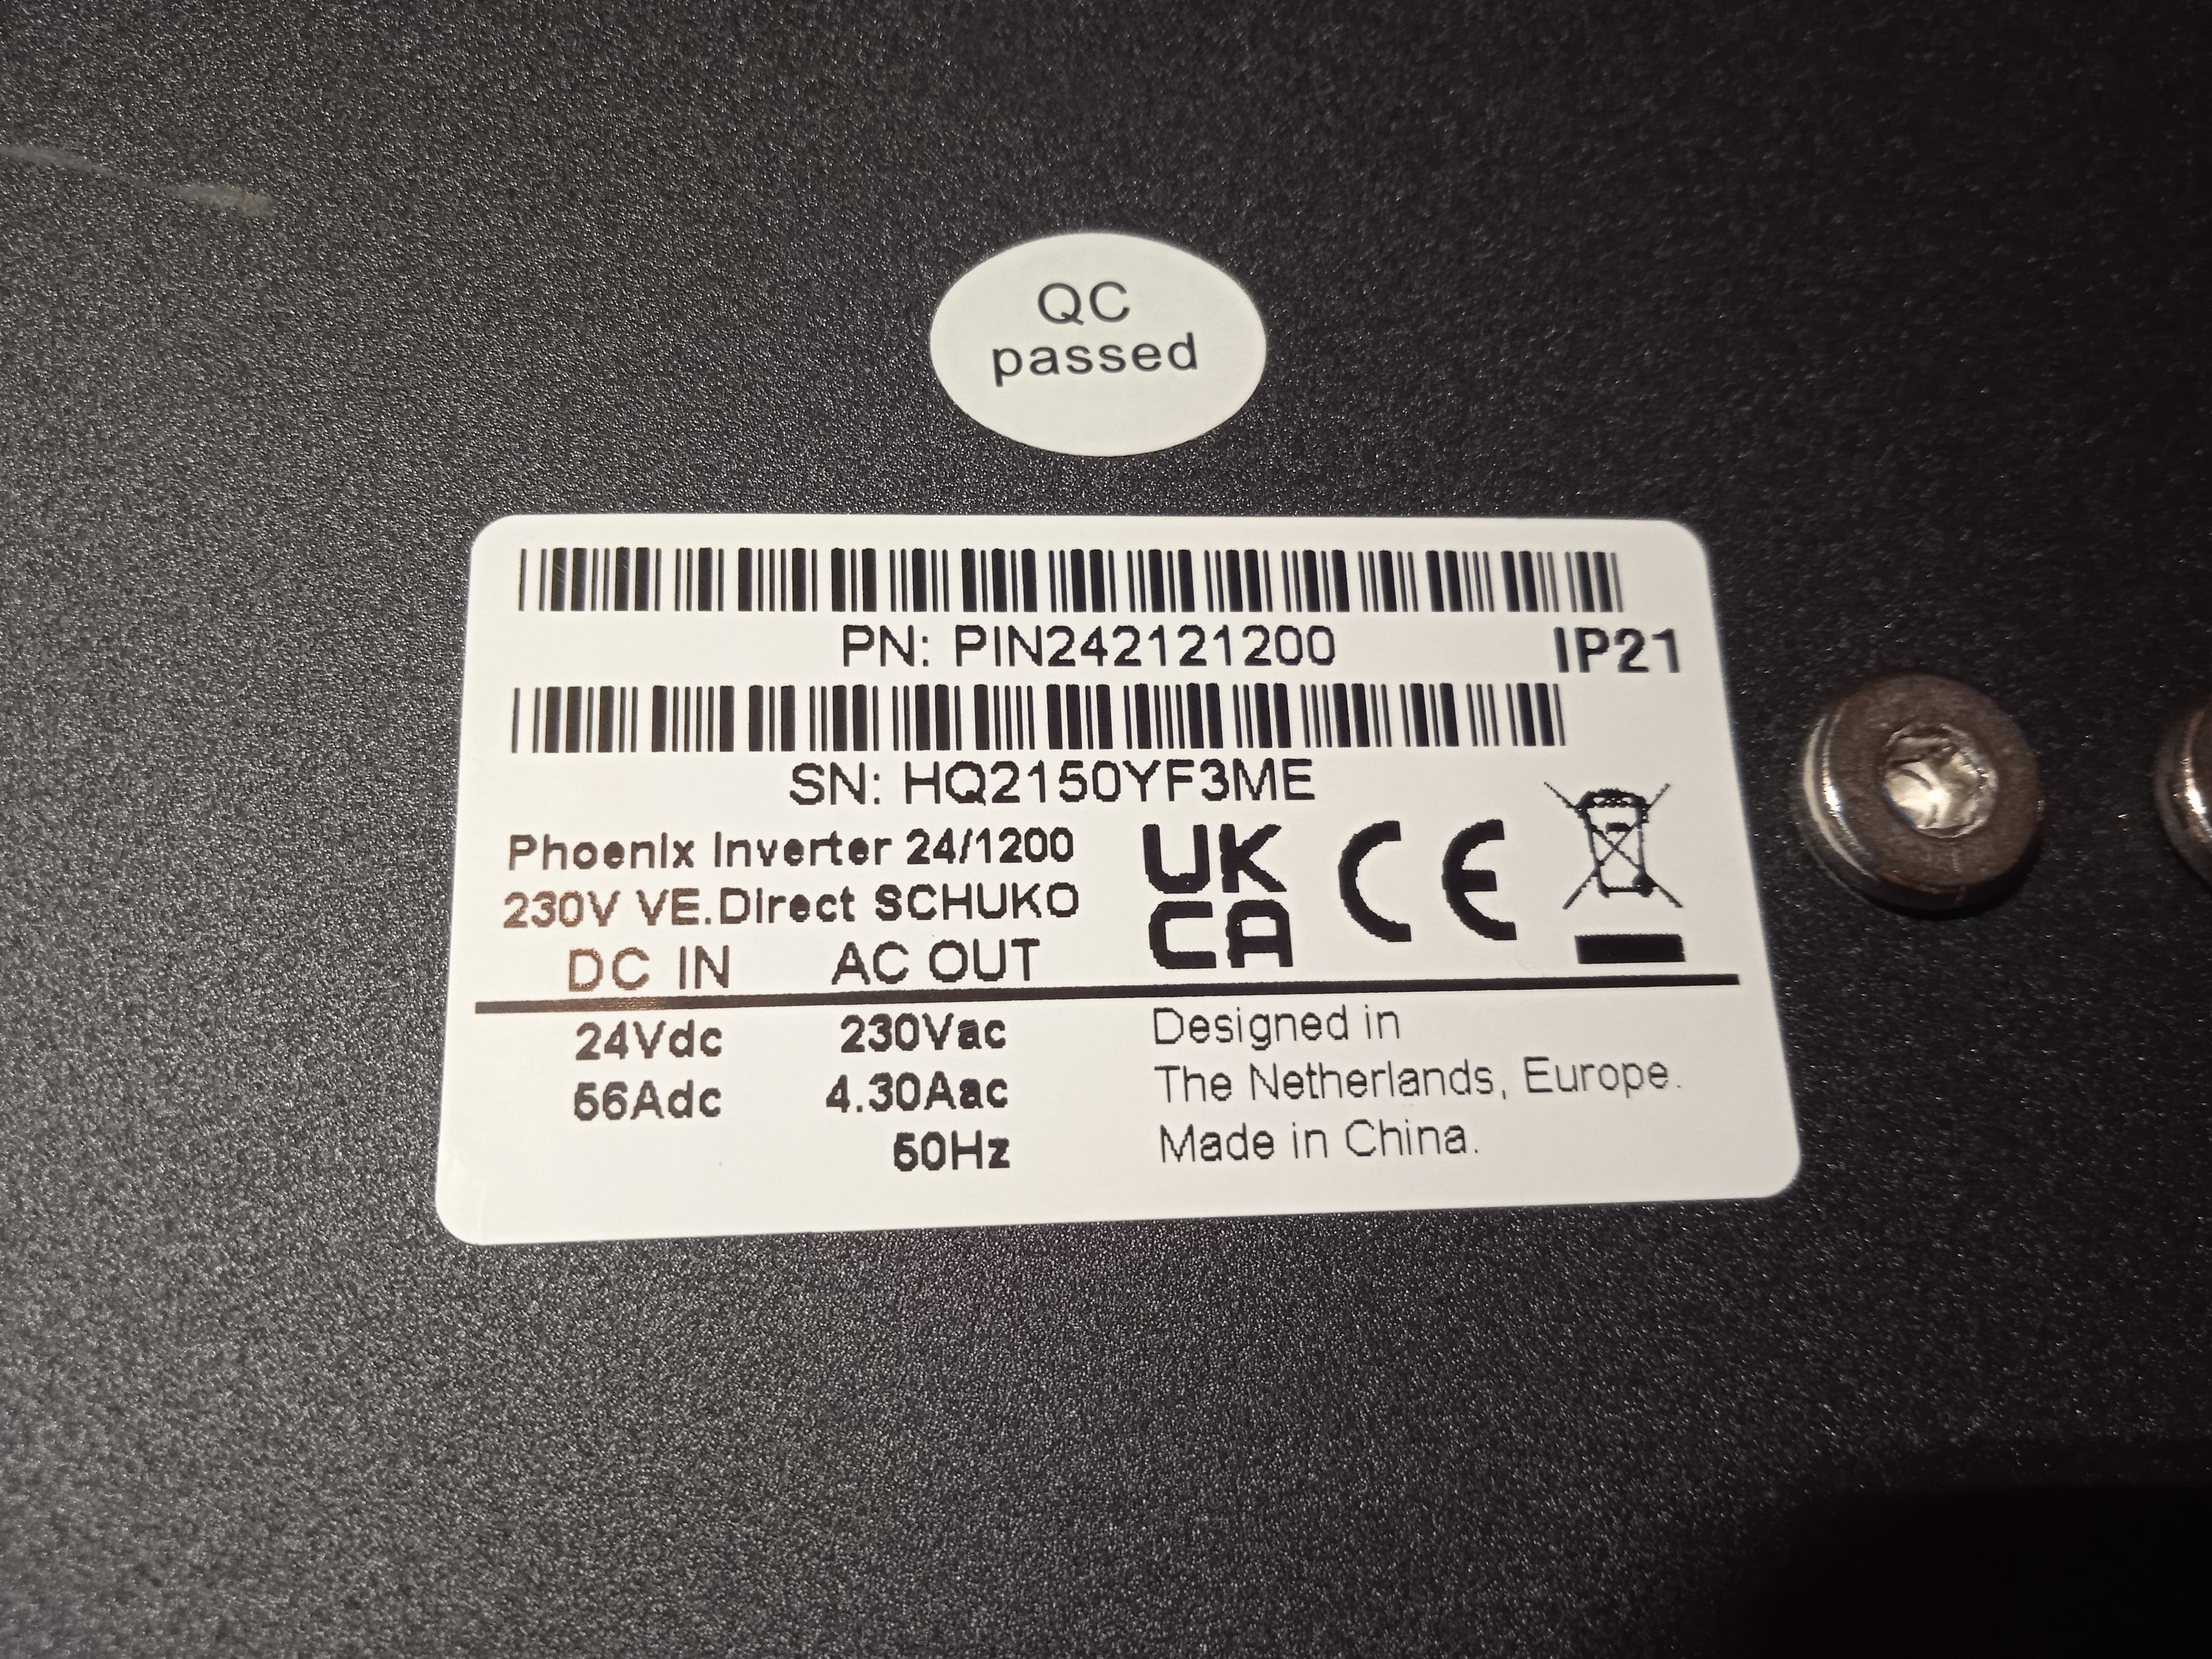 QC
passed
PN: PIN242121200
IP21
SN: HQ2150YF3ME
Phoenix Inverter 24/1200
230V VE.Direct SCHUKO
UK
CA
CE
DC IN AC OUT
24Vdc 230Vac
56Adc 4.30Aac
50Hz
Designed in
The Netherlands, Europe.
Made in China.